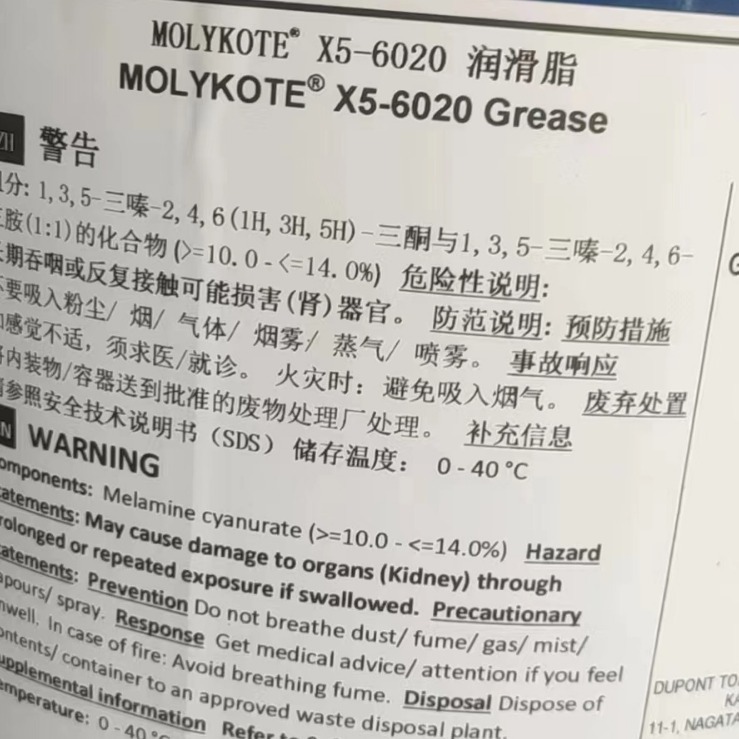 MOLYKOTE® X5-6020 润滑脂
MOLYKOTE® X5-6020 Grease
ZH 警告
分: 1,3,5-三嗪-2,4,6(1H,3H,5H)-三酮与1,3,5-三嗪-2,4,6-
胺(1:1)的化合物(>=10.0-<=14.0%) 危险性说明:
期吞咽或反复接触可能损害(肾)器官。 防范说明: 预防措施
要吸入粉尘/ 烟/ 气体/ 烟雾/ 蒸气/ 喷雾。 事故响应
感觉不适，须求医/就诊。 火灾时: 避免吸入烟气。 废弃处置
内装物/容器送到批准的废物处理厂处理。 补充信息
参照安全技术说明书 (SDS) 储存温度: 0 - 40 °C
WARNING
omponents: Melamine cyanurate (>=10.0 - <=14.0%) Hazard
atements: May cause damage to organs (Kidney) through
rolonged or repeated exposure if swallowed. Precautionary
atements: Prevention Do not breathe dust/ fume/ gas/ mist/
apours/ spray. Response Get medical advice/ attention if you feel
nwell. In case of fire: Avoid breathing fume. Disposal Dispose of
ontents/ container to an approved waste disposal plant.
upplemental information Refer to
emperature: 0 - 40 °C
DUPONT TO
KA
11-1, NAGATA